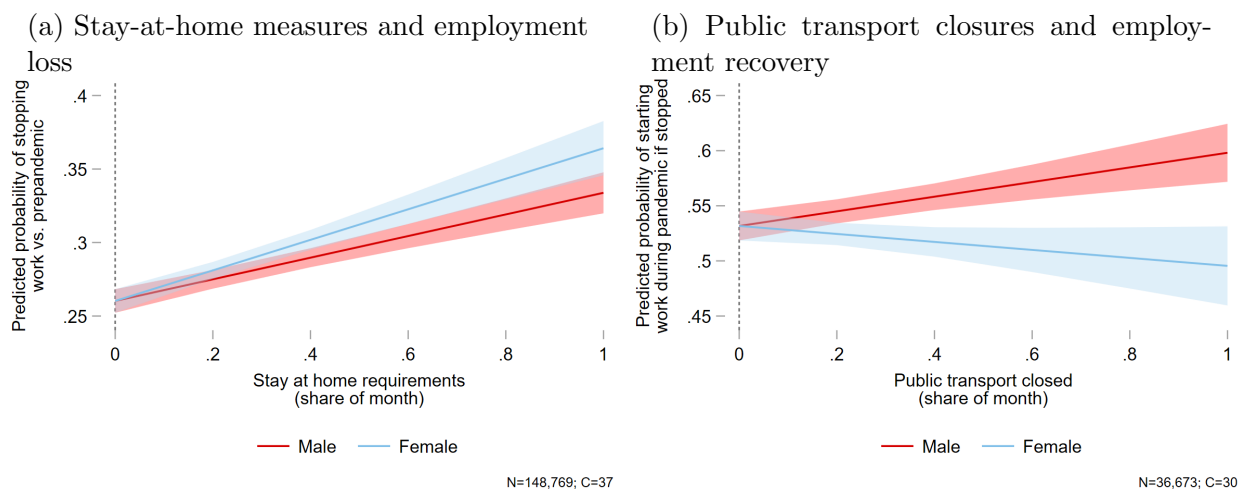 (a) Stay-at-home measures and employment
loss
Predicted probability of stopping
work vs. prepandemic
.4
.35
.3
.25
0 .2 .4 .6 .8 1
Stay at home requirements
(share of month)
Male Female
N=148,769; C=37
(b) Public transport closures and employ-
ment recovery
Predicted probability of starting
work during pandemic if stopped
.65
.6
.55
.5
.45
0 .2 .4 .6 .8 1
Public transport closed
(share of month)
Male Female
N=36,673; C=30